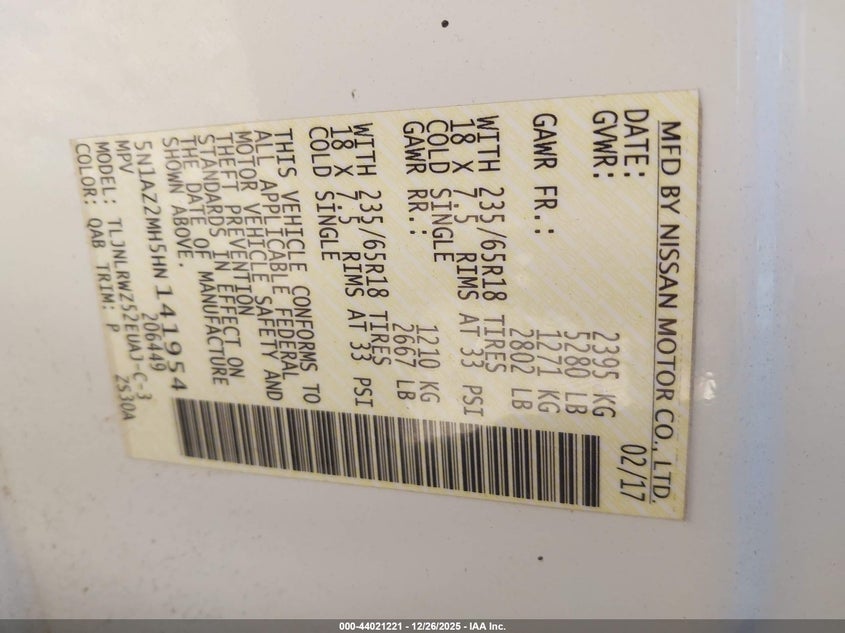 MFD BY NISSAN MOTOR CO., LTD.
DATE: 02/17
GVWR: 2395 KG
5280 LB
GAWR FR.: 1271 KG
2802 LB
WITH 235/65R18 TIRES
18 X 7.5 RIMS AT 33 PSI
COLD SINGLE
GAWR RR.: 1210 KG
2667 LB
WITH 235/65R18 TIRES
18 X 7.5 RIMS AT 33 PSI
COLD SINGLE
THIS VEHICLE CONFORMS TO
ALL APPLICABLE FEDERAL
MOTOR VEHICLE SAFETY AND
THEFT PREVENTION
STANDARDS IN EFFECT ON
THE DATE OF MANUFACTURE
SHOWN ABOVE.
5N1AZ2MH5HN141954
MPV 206449
MODEL: TLJNLRWZ52EUAJ-C-3
COLOR: QAB TRIM: P ZS30A
000-44021221 - 12/26/2025 - IAA Inc.